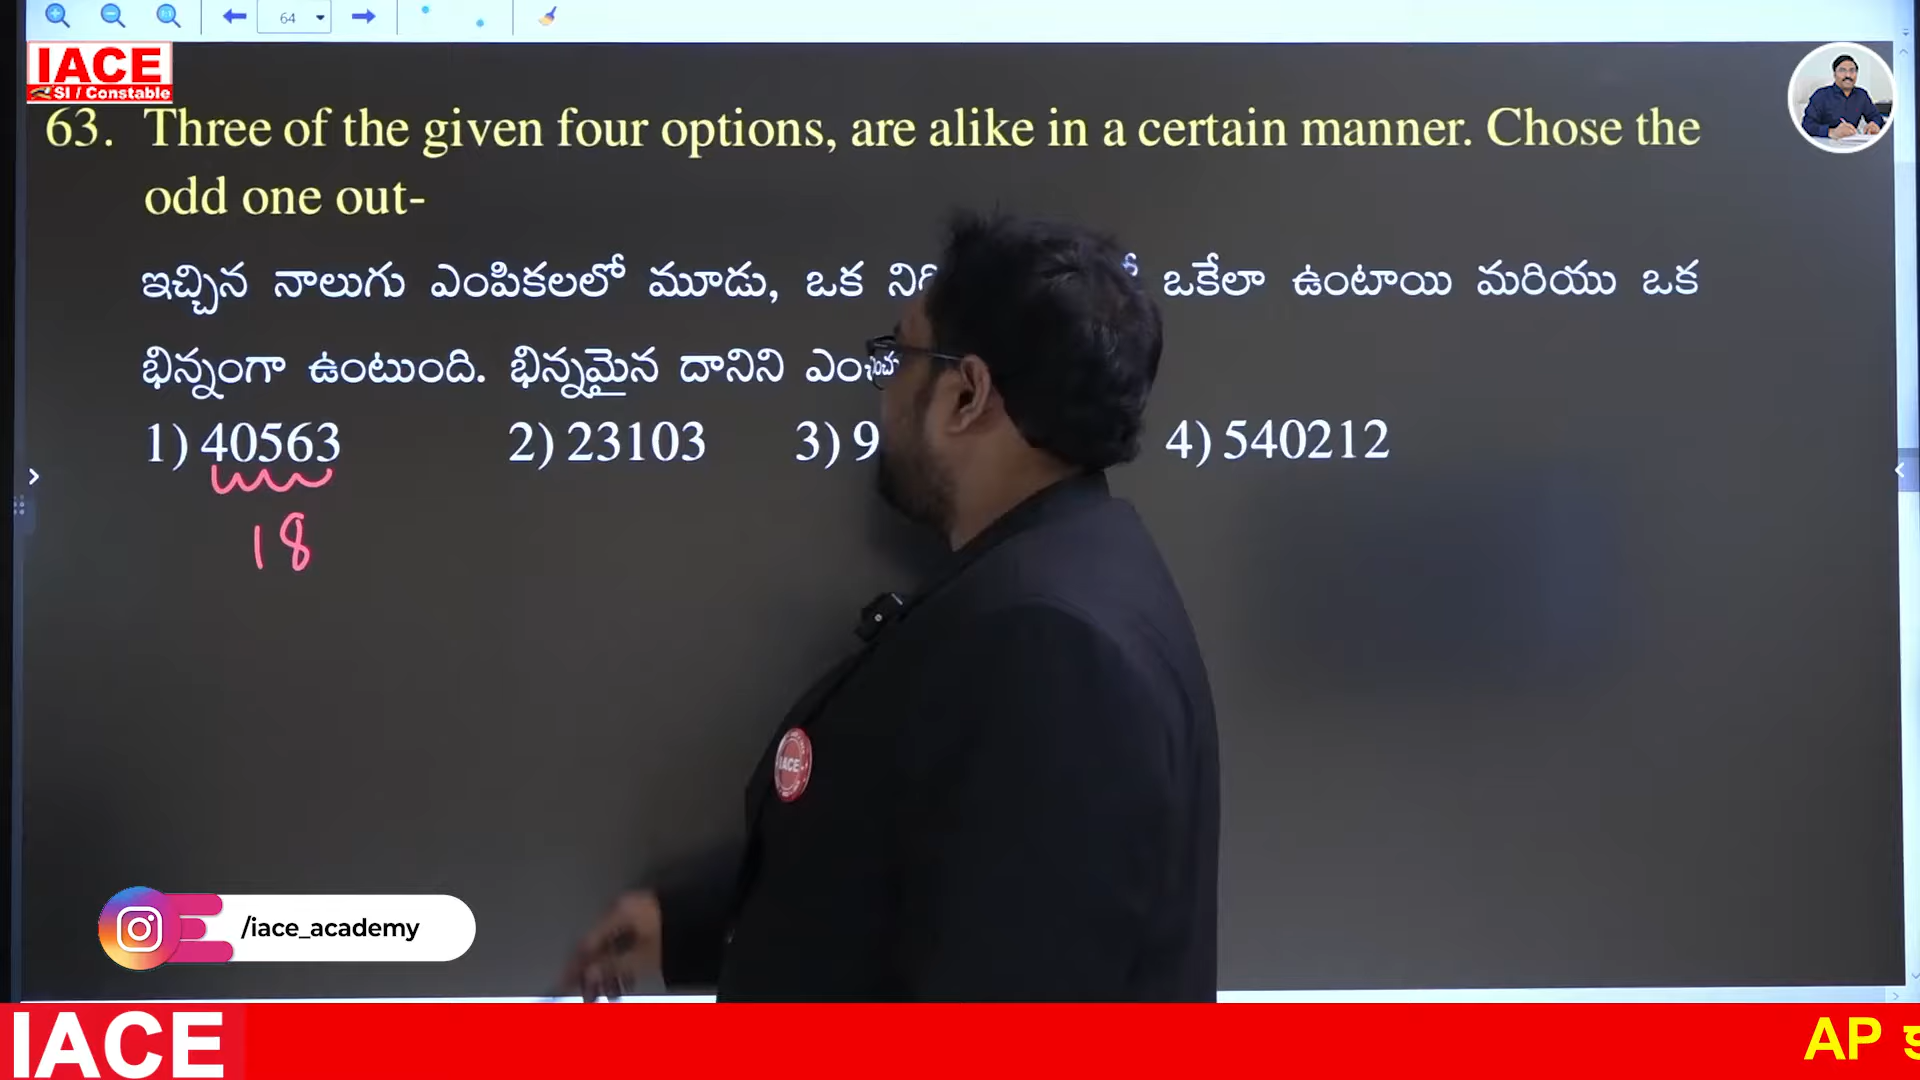 64
IACE
SI / Constable
63. Three of the given four options, are alike in a certain manner. Chose the
odd one out-
ఇచ్చిన నాలుగు ఎంపికలలో మూడు, ఒక ఒకేలా ఉంటాయి మరియు ఒక
భిన్నంగా ఉంటుంది. భిన్నమైన దానిని
1) 40563 2) 23103 3) 9 4) 540212
18
IACE
/iace_academy
IACE AP